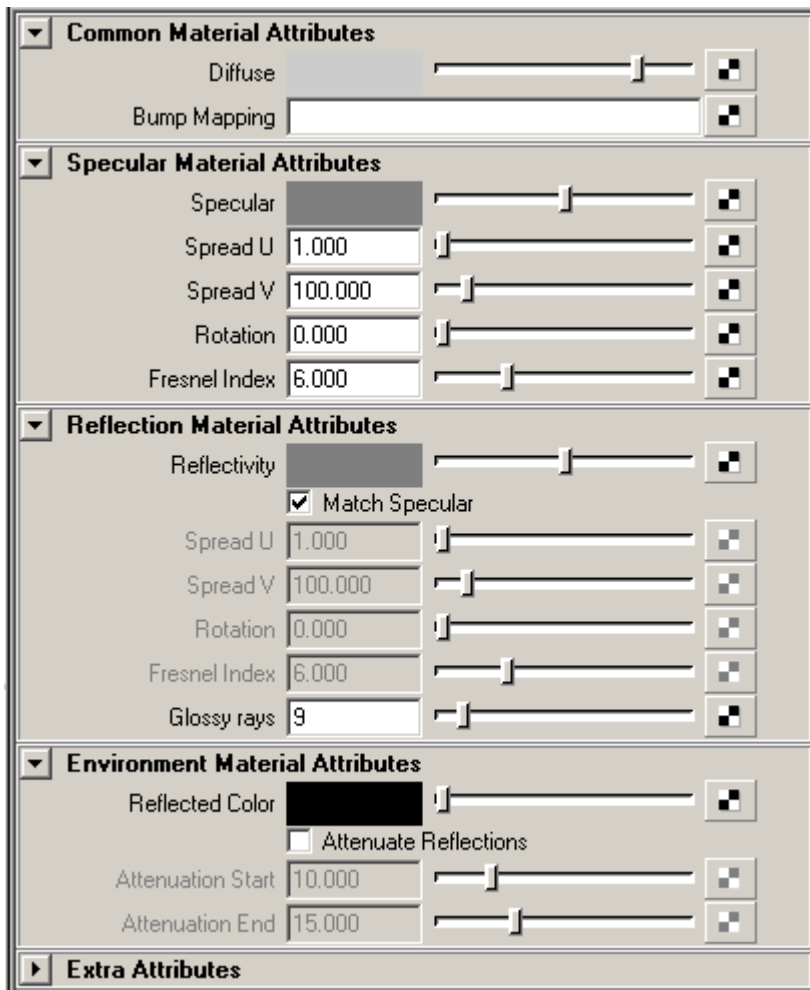 Common Material Attributes
Diffuse
Bump Mapping
Specular Material Attributes
Specular
Spread U 1.000
Spread V 100.000
Rotation 0.000
Fresnel Index 6.000
Reflection Material Attributes
Reflectivity
Match Specular
Spread U 1.000
Spread V 100.000
Rotation 0.000
Fresnel Index 6.000
Glossy rays 9
Environment Material Attributes
Reflected Color
Attenuate Reflections
Attenuation Start 10.000
Attenuation End 15.000
Extra Attributes